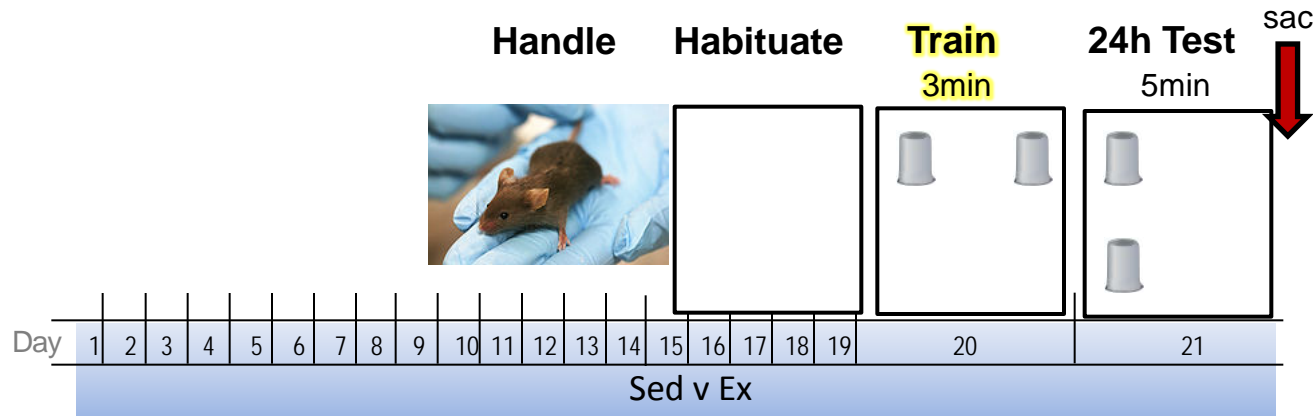 sac
Handle Habituate Train 24h Test
3min 5min
Day 1 2 3 4 5 6 7 8 9 10 11 12 13 14 15 16 17 18 19 20 21
Sed v Ex